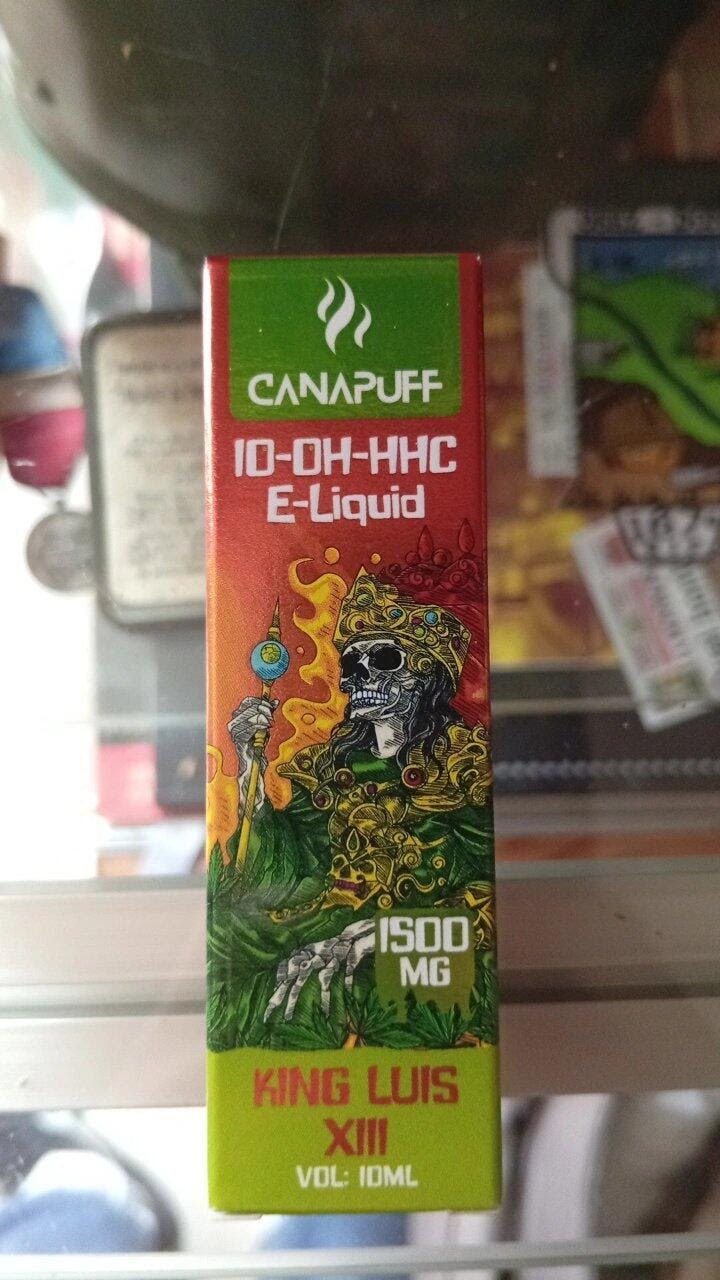 CANAPUFF
10-OH-HHC
E-Liquid
1500
MG
KING LUIS
XIII
VOL: 10ML